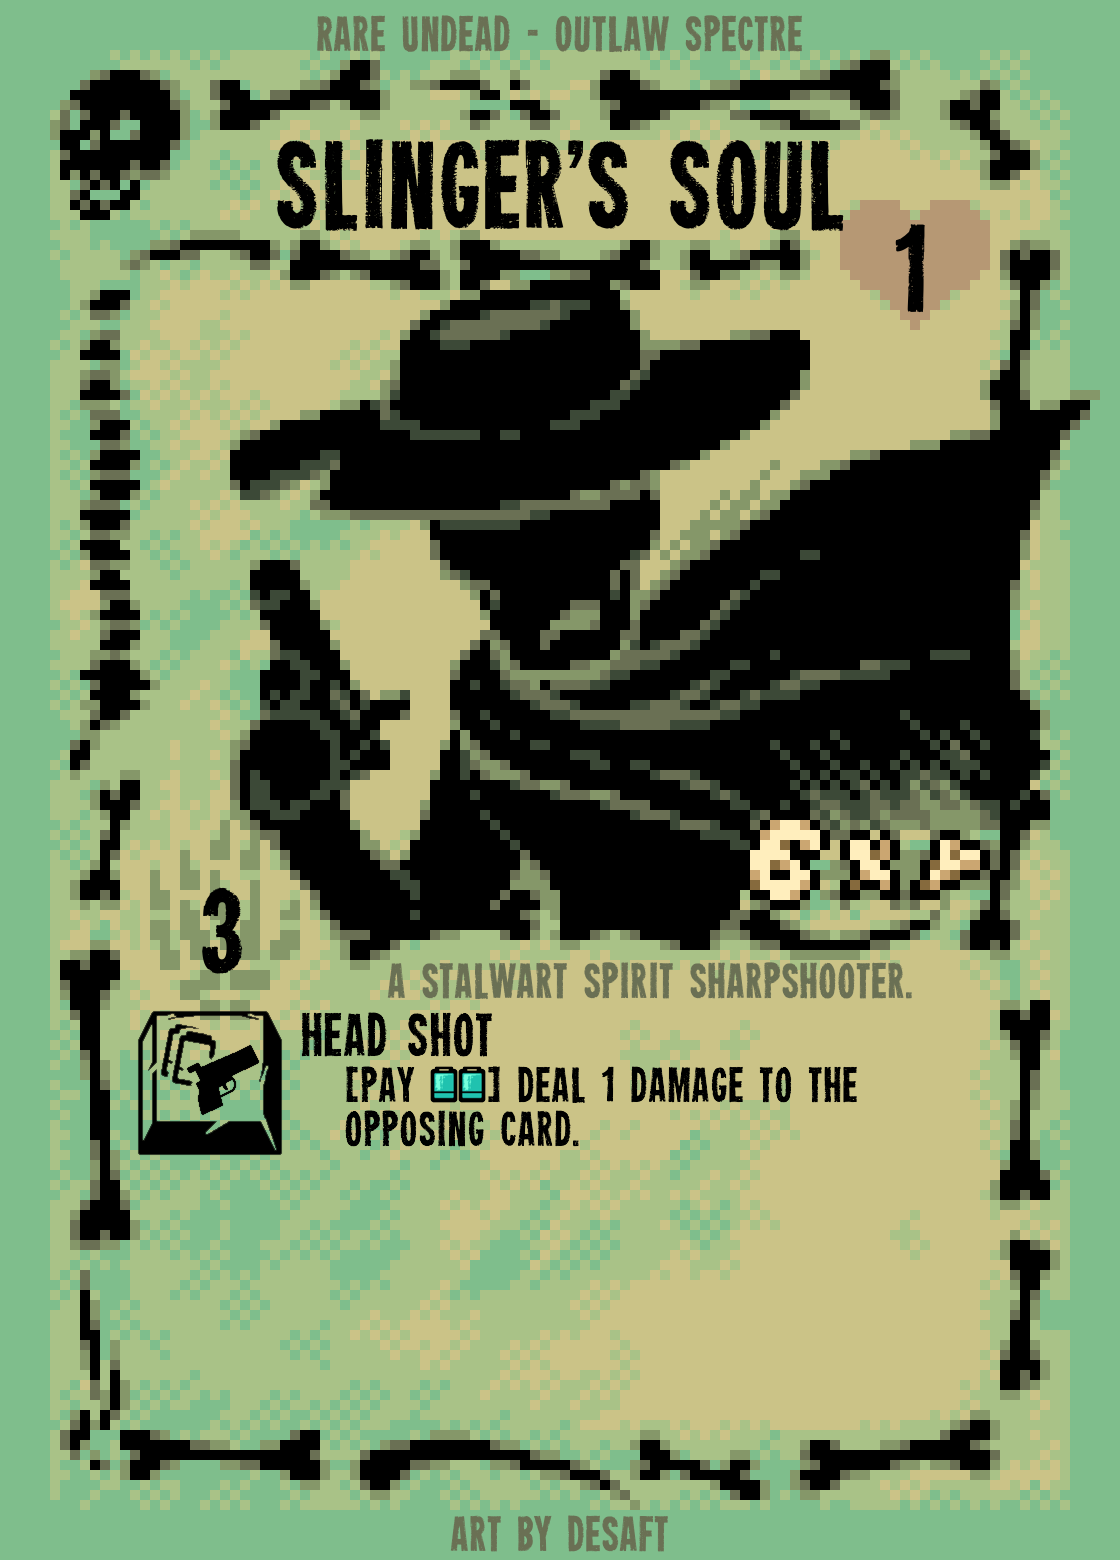 RARE UNDEAD - OUTLAW SPECTRE
SLINGER'S SOUL
1
3
A STALWART SPIRIT SHARPSHOOTER.
HEAD SHOT
[PAY ] DEAL 1 DAMAGE TO THE
OPPOSING CARD.
ART BY DESAFT